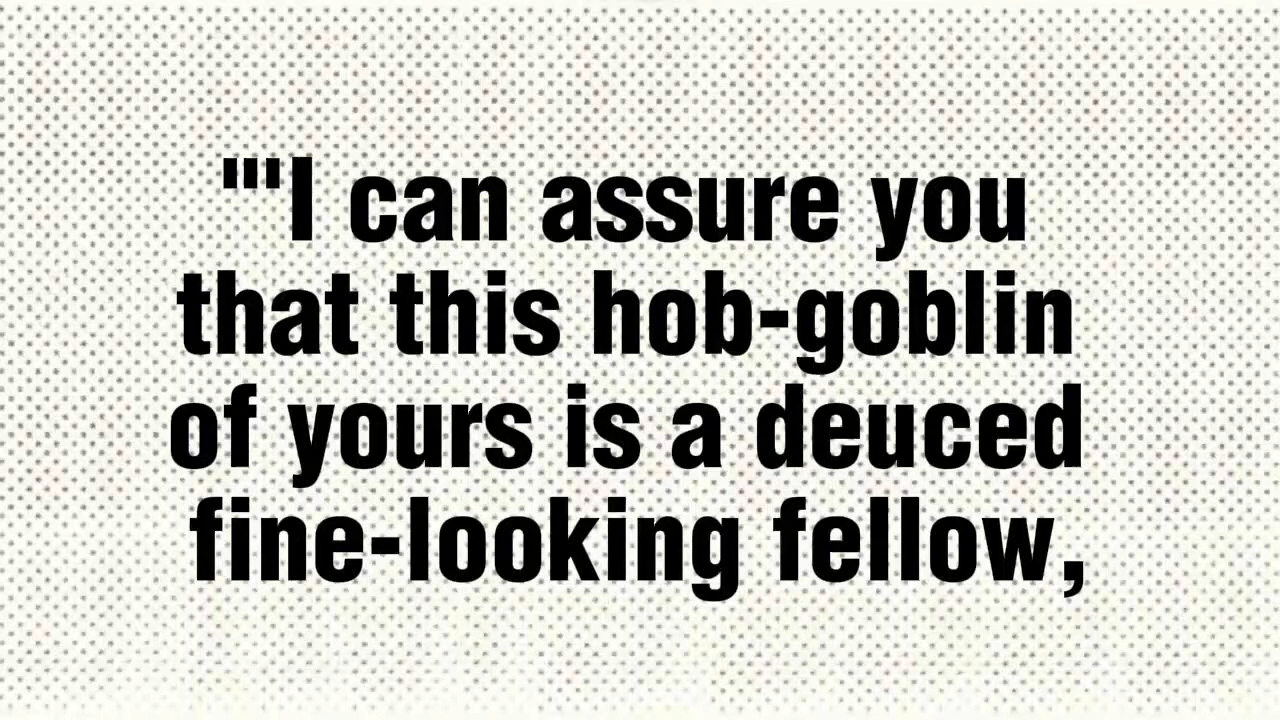 "'I can assure you
that this hob-goblin
of yours is a deuced
fine-looking fellow,